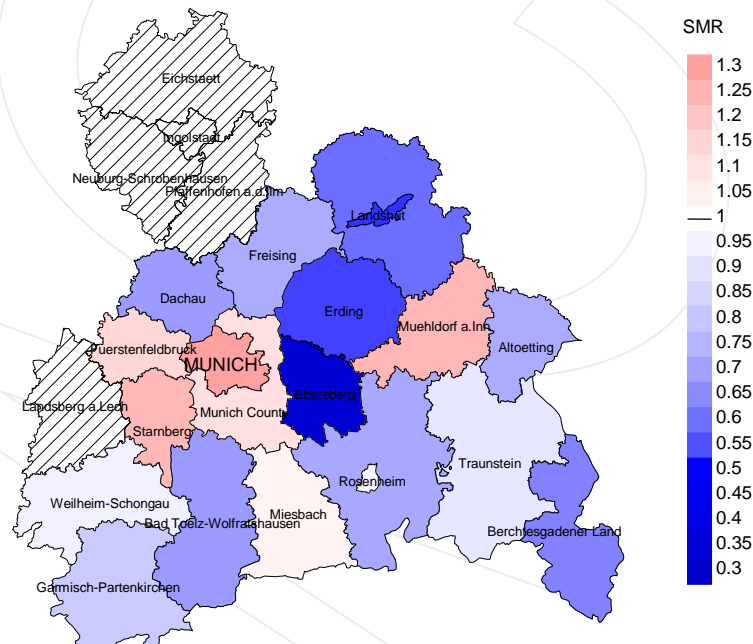 SMR
1.3
1.25
1.2
1.15
1.1
1.05
1
0.95
0.9
0.85
0.8
0.75
0.7
0.65
0.6
0.55
0.5
0.45
0.4
0.35
0.3
Eichstaett
Ingolstadt
Neuburg-Schrobenhausen
Pfaffenhofen a.d.Ilm
Landshut
Freising
Dachau
Erding
Muehldorf a.Inn
Altoetting
Fuerstenfeldbruck
MUNICH
Ebersberg
Landsberg a.Lech
Munich County
Starnberg
Traunstein
Rosenheim
Weilheim-Schongau
Miesbach
Bad Toelz-Wolfratshausen
Berchtesgadener Land
Garmisch-Partenkirchen